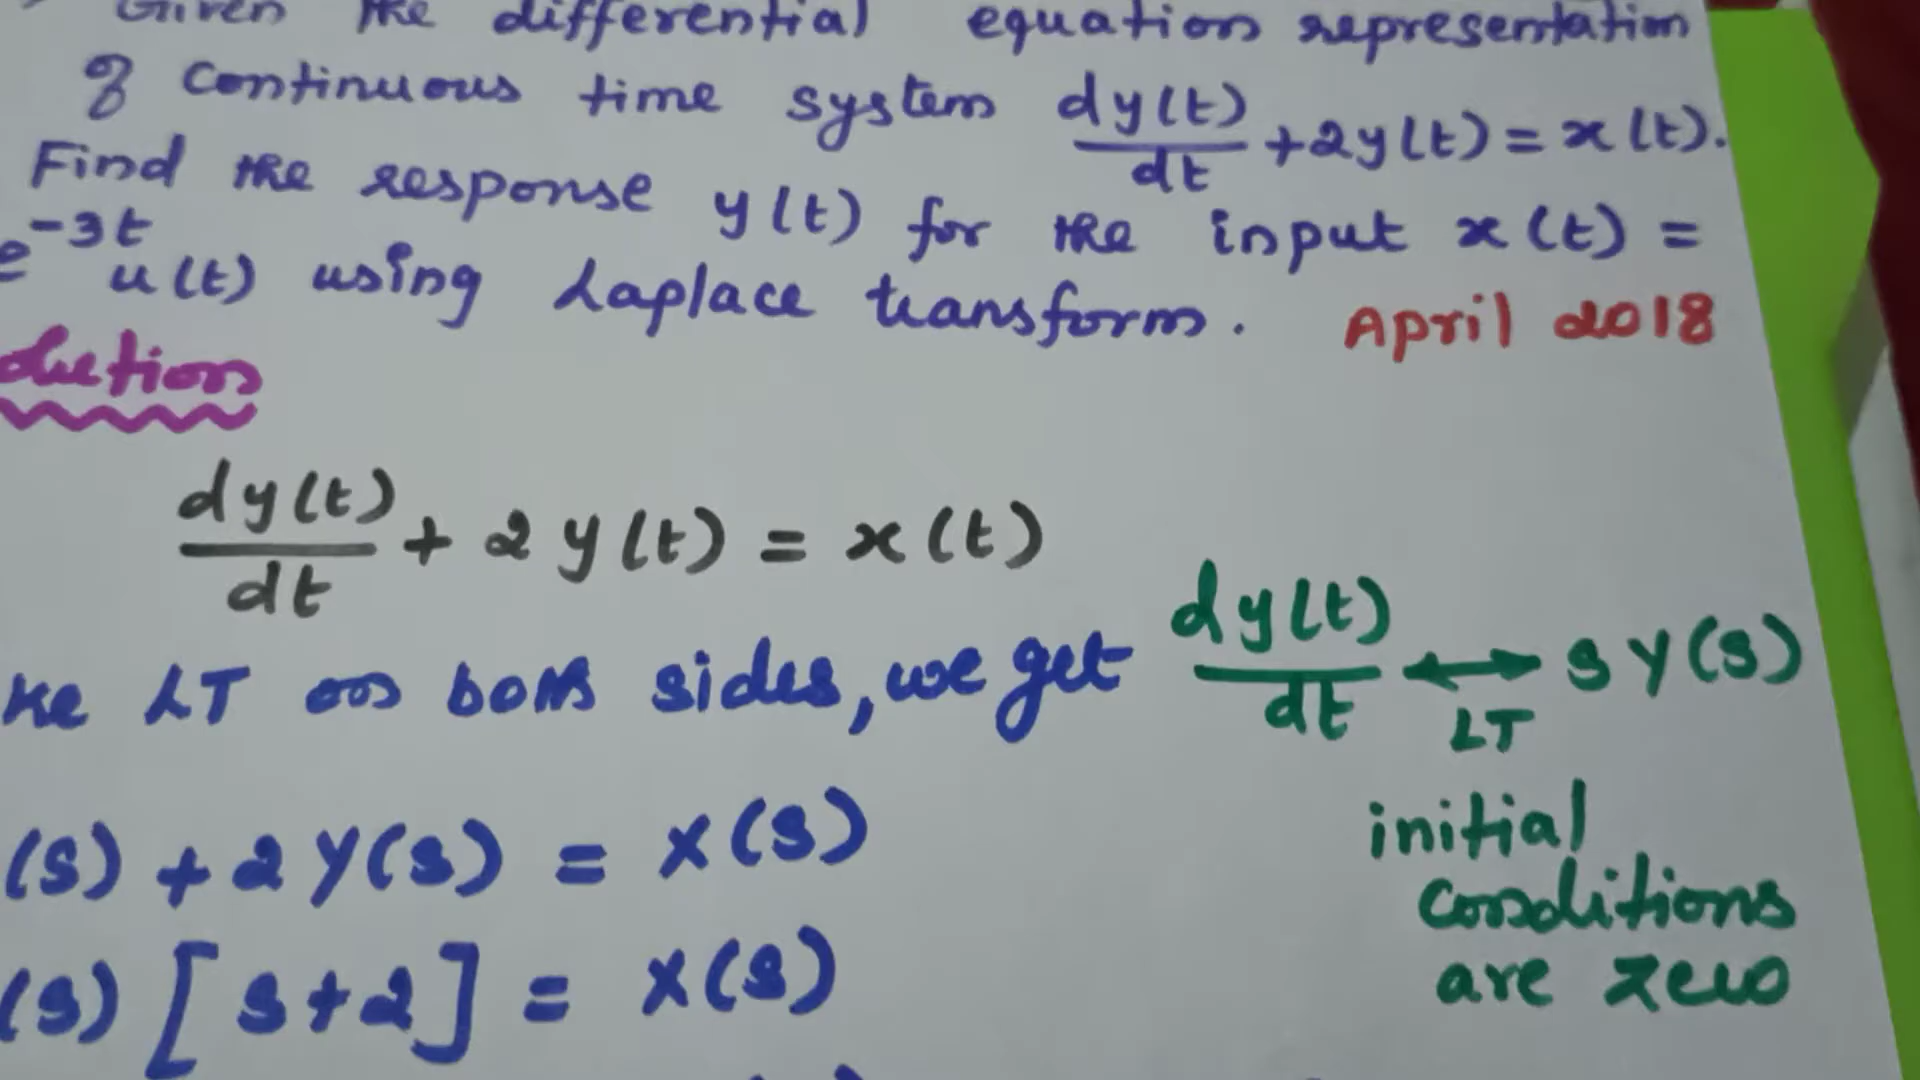 Given the differential equation representation
of continuous time system dy(t)/dt + 2y(t) = x(t).
Find the response y(t) for the input x(t) =
e^-3t u(t) using Laplace transform. April 2018
lution
dy(t)/dt + 2y(t) = x(t)
ke LT on both sides, we get dy(t)/dt ↔ sY(s)
LT
(s) + 2Y(s) = X(s)
initial
conditions
are zero
(s) [s+2] = X(s)